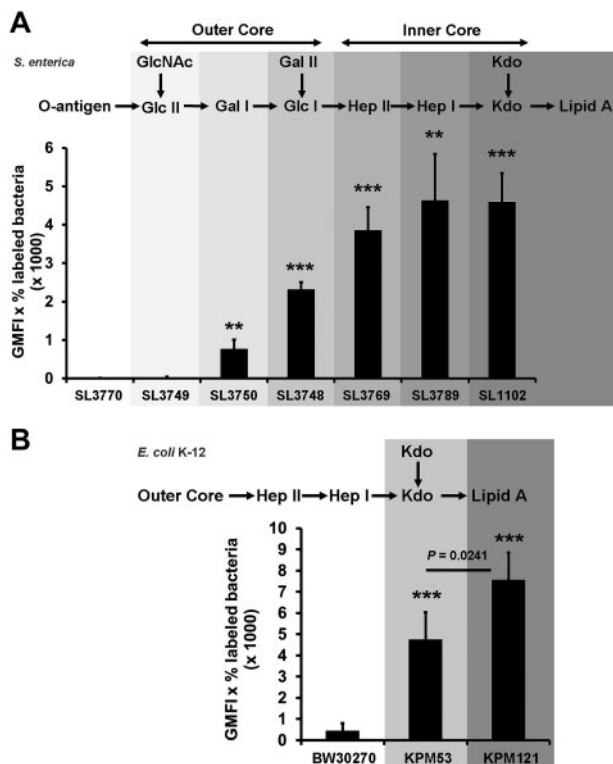 A
Outer Core
Inner Core
S. enterica
GlcNAc
Gal II
Kdo
O-antigen
Glc II
Gal I
Glc I
Hep II
Hep I
Kdo
Lipid A
GMFI x % labeled bacteria
(x 1000)
6
5
4
3
2
1
0
**
***
***
**
***
SL3770
SL3749
SL3750
SL3748
SL3769
SL3789
SL1102
B
E. coli K-12
Kdo
Outer Core
Hep II
Hep I
Kdo
Lipid A
GMFI x % labeled bacteria
(x 1000)
10
9
8
7
6
5
4
3
2
1
0
P = 0.0241
***
***
BW30270
KPM53
KPM121